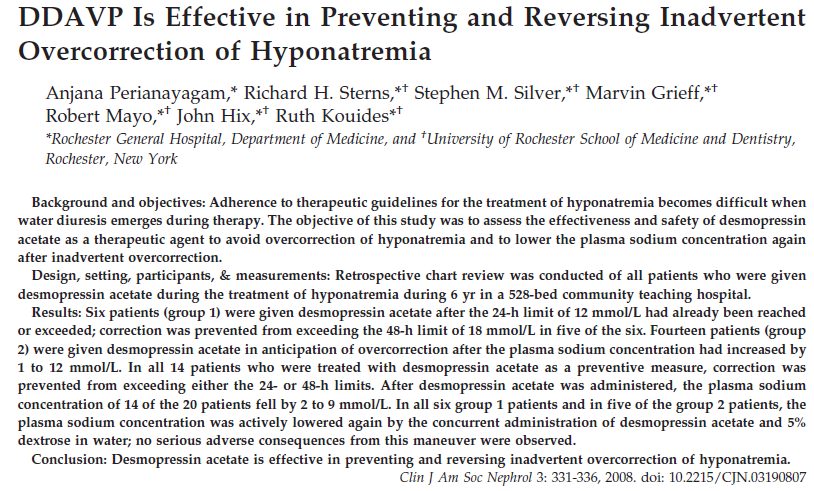 DDAVP Is Effective in Preventing and Reversing Inadvertent
Overcorrection of Hyponatremia
Anjana Perianayagam,* Richard H. Sterns,*† Stephen M. Silver,*† Marvin Grieff,*†
Robert Mayo,*† John Hix,*† Ruth Kouides*†
*Rochester General Hospital, Department of Medicine, and †University of Rochester School of Medicine and Dentistry,
Rochester, New York
Background and objectives: Adherence to therapeutic guidelines for the treatment of hyponatremia becomes difficult when
water diuresis emerges during therapy. The objective of this study was to assess the effectiveness and safety of desmopressin
acetate as a therapeutic agent to avoid overcorrection of hyponatremia and to lower the plasma sodium concentration again
after inadvertent overcorrection.
Design, setting, participants, & measurements: Retrospective chart review was conducted of all patients who were given
desmopressin acetate during the treatment of hyponatremia during 6 yr in a 528-bed community teaching hospital.
Results: Six patients (group 1) were given desmopressin acetate after the 24-h limit of 12 mmol/L had already been reached
or exceeded; correction was prevented from exceeding the 48-h limit of 18 mmol/L in five of the six. Fourteen patients (group
2) were given desmopressin acetate in anticipation of overcorrection after the plasma sodium concentration had increased by
1 to 12 mmol/L. In all 14 patients who were treated with desmopressin acetate as a preventive measure, correction was
prevented from exceeding either the 24- or 48-h limits. After desmopressin acetate was administered, the plasma sodium
concentration of 14 of the 20 patients fell by 2 to 9 mmol/L. In all six group 1 patients and in five of the group 2 patients, the
plasma sodium concentration was actively lowered again by the concurrent administration of desmopressin acetate and 5%
dextrose in water; no serious adverse consequences from this maneuver were observed.
Conclusion: Desmopressin acetate is effective in preventing and reversing inadvertent overcorrection of hyponatremia.
Clin J Am Soc Nephrol 3: 331-336, 2008. doi: 10.2215/CJN.03190807